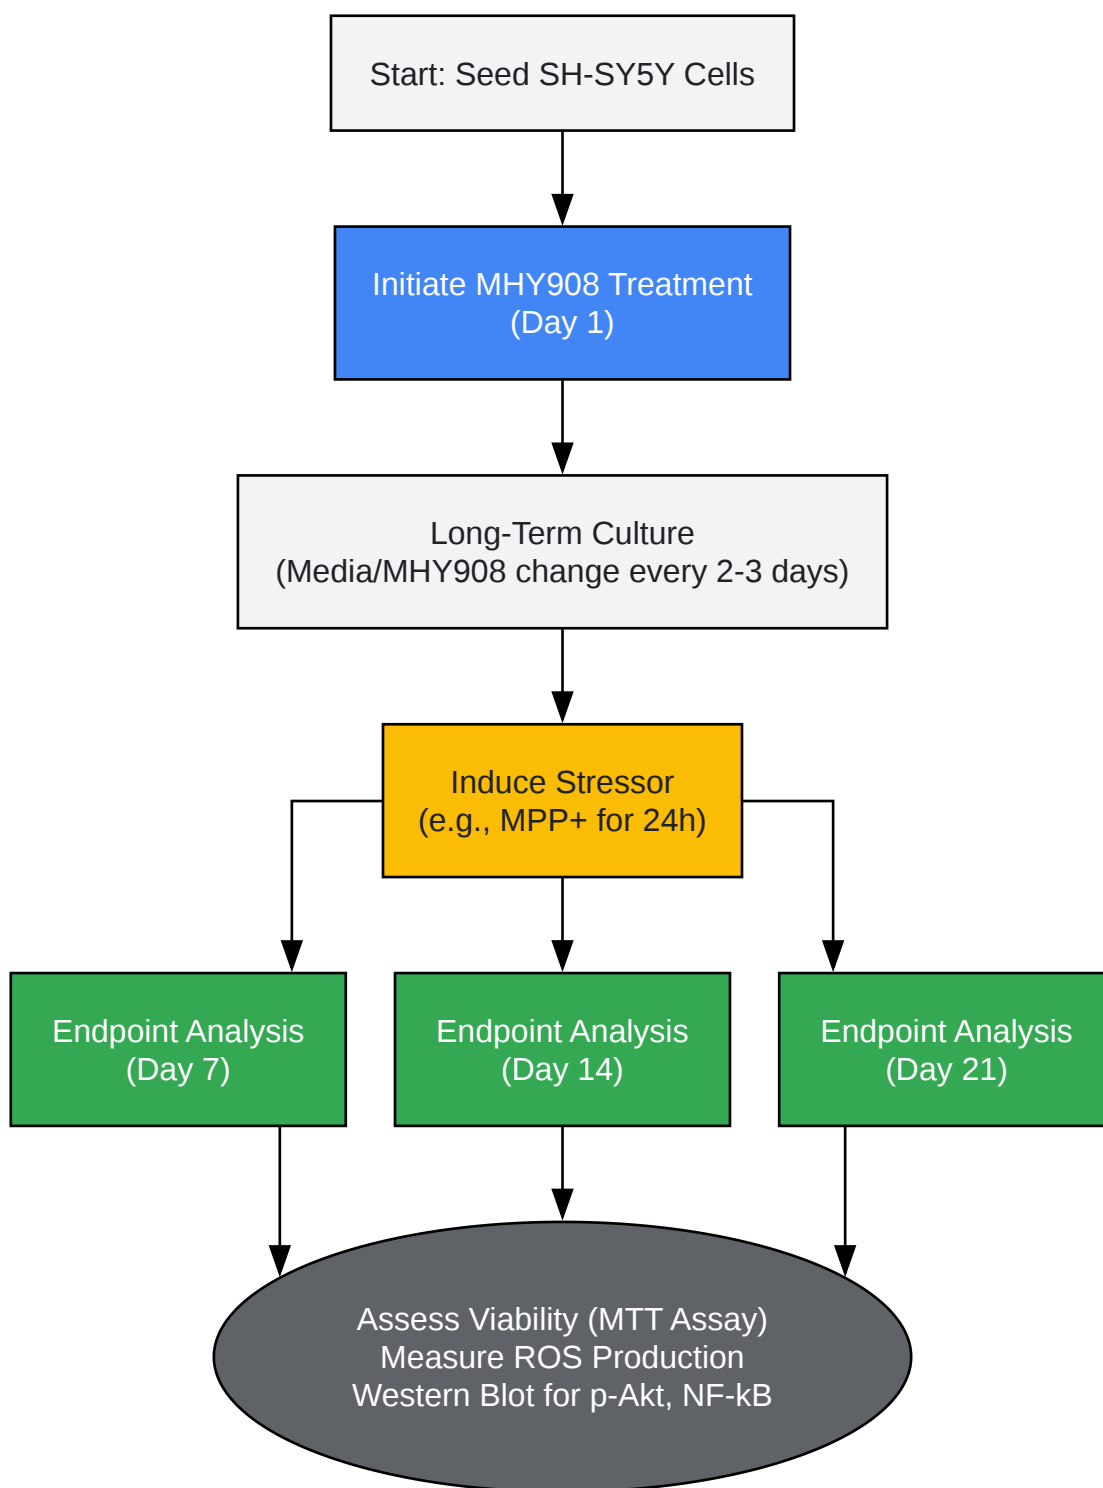 Start: Seed SH-SY5Y Cells
Initiate MHY908 Treatment
(Day 1)
Long-Term Culture
(Media/MHY908 change every 2-3 days)
Induce Stressor
(e.g., MPP+ for 24h)
Endpoint Analysis
(Day 7)
Endpoint Analysis
(Day 14)
Endpoint Analysis
(Day 21)
Assess Viability (MTT Assay)
Measure ROS Production
Western Blot for p-Akt, NF-kB